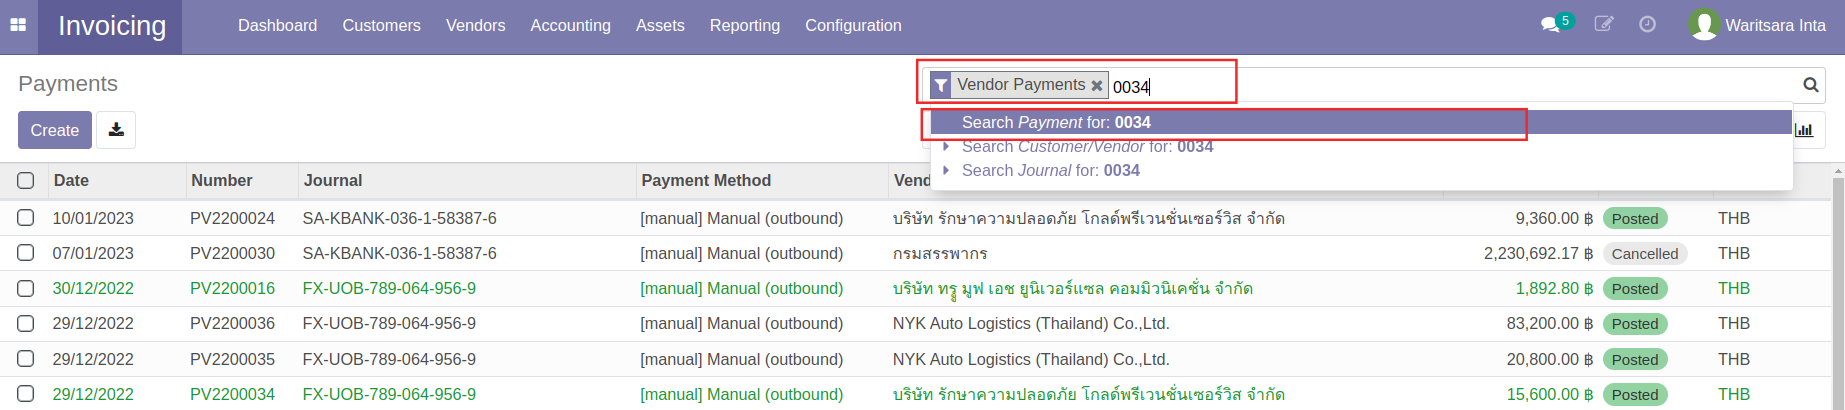 Invoicing Dashboard Customers Vendors Accounting Assets Reporting Configuration 5 Waritsara Inta
Payments
Vendor Payments 0034
Create
Search Payment for: 0034
Search Customer/Vendor for: 0034
Search Journal for: 0034
Date Number Journal Payment Method Vend
10/01/2023 PV2200024 SA-KBANK-036-1-58387-6 [manual] Manual (outbound) บริษัท รักษาความปลอดภัย โกลด์พรีเวนชั่นเซอร์วิส จำกัด 9,360.00 ฿ Posted THB
07/01/2023 PV2200030 SA-KBANK-036-1-58387-6 [manual] Manual (outbound) กรมสรรพากร 2,230,692.17 ฿ Cancelled THB
30/12/2022 PV2200016 FX-UOB-789-064-956-9 [manual] Manual (outbound) บริษัท ทรู มูฟ เอช ยูนิเวอร์แซล คอมมิวนิเคชั่น จำกัด 1,892.80 ฿ Posted THB
29/12/2022 PV2200036 FX-UOB-789-064-956-9 [manual] Manual (outbound) NYK Auto Logistics (Thailand) Co.,Ltd. 83,200.00 ฿ Posted THB
29/12/2022 PV2200035 FX-UOB-789-064-956-9 [manual] Manual (outbound) NYK Auto Logistics (Thailand) Co.,Ltd. 20,800.00 ฿ Posted THB
29/12/2022 PV2200034 FX-UOB-789-064-956-9 [manual] Manual (outbound) บริษัท รักษาความปลอดภัย โกลด์พรีเวนชั่นเซอร์วิส จำกัด 15,600.00 ฿ Posted THB